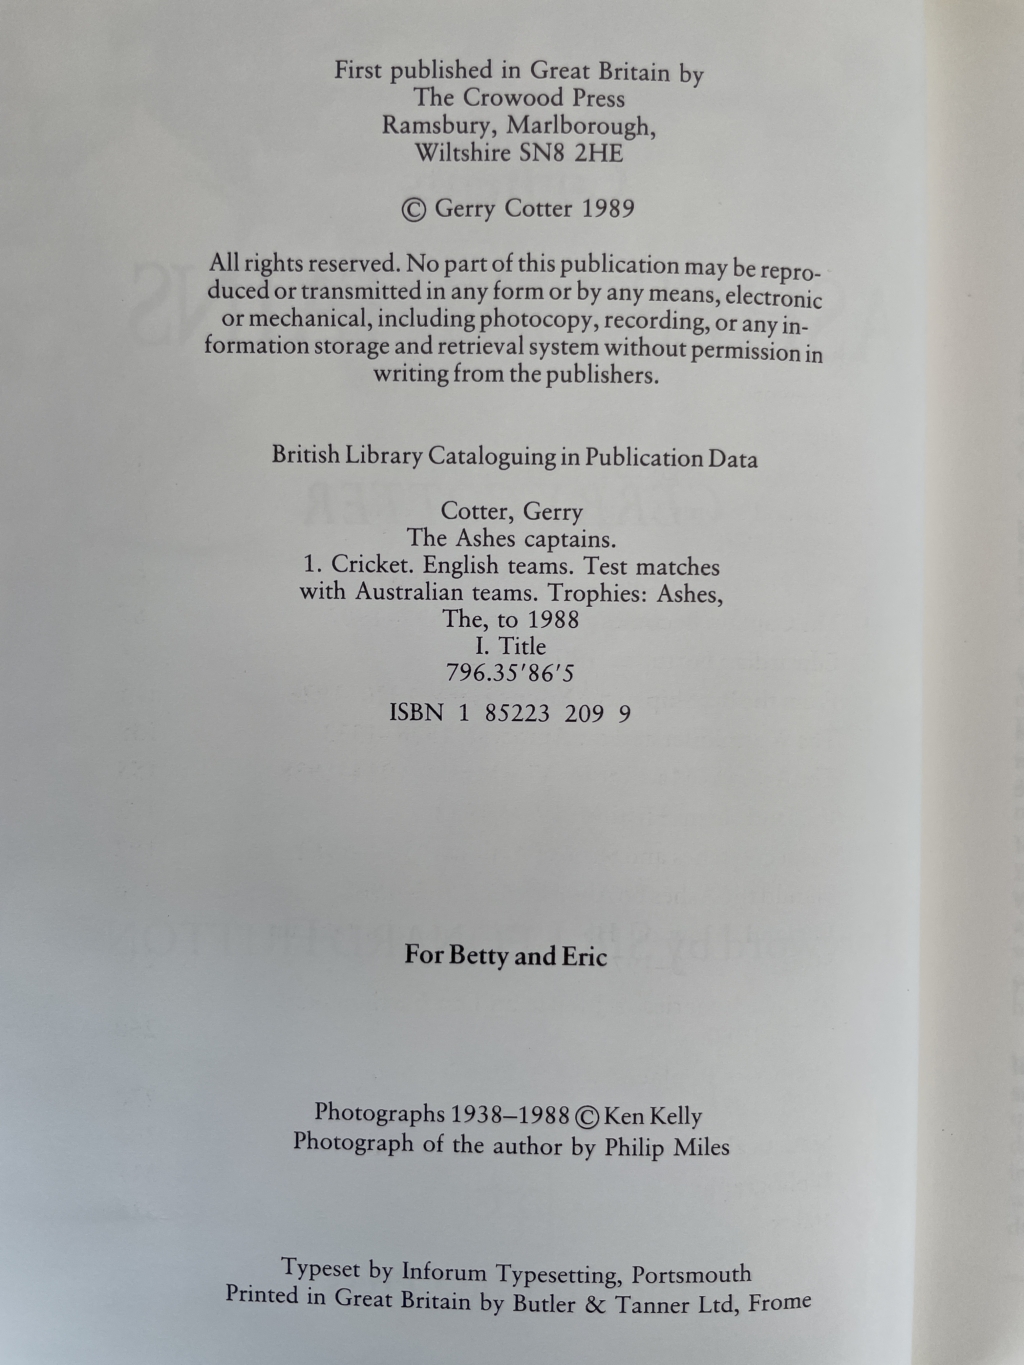 First published in Great Britain by
The Crowood Press
Ramsbury, Marlborough,
Wiltshire SN8 2HE
© Gerry Cotter 1989
All rights reserved. No part of this publication may be repro-
duced or transmitted in any form or by any means, electronic
or mechanical, including photocopy, recording, or any in-
formation storage and retrieval system without permission in
writing from the publishers.
British Library Cataloguing in Publication Data
Cotter, Gerry
The Ashes captains.
1. Cricket. English teams. Test matches
with Australian teams. Trophies: Ashes,
The, to 1988
I. Title
796.35'86'5
ISBN 1 85223 209 9
For Betty and Eric
Photographs 1938–1988 © Ken Kelly
Photograph of the author by Philip Miles
Typeset by Inforum Typesetting, Portsmouth
Printed in Great Britain by Butler & Tanner Ltd, Frome